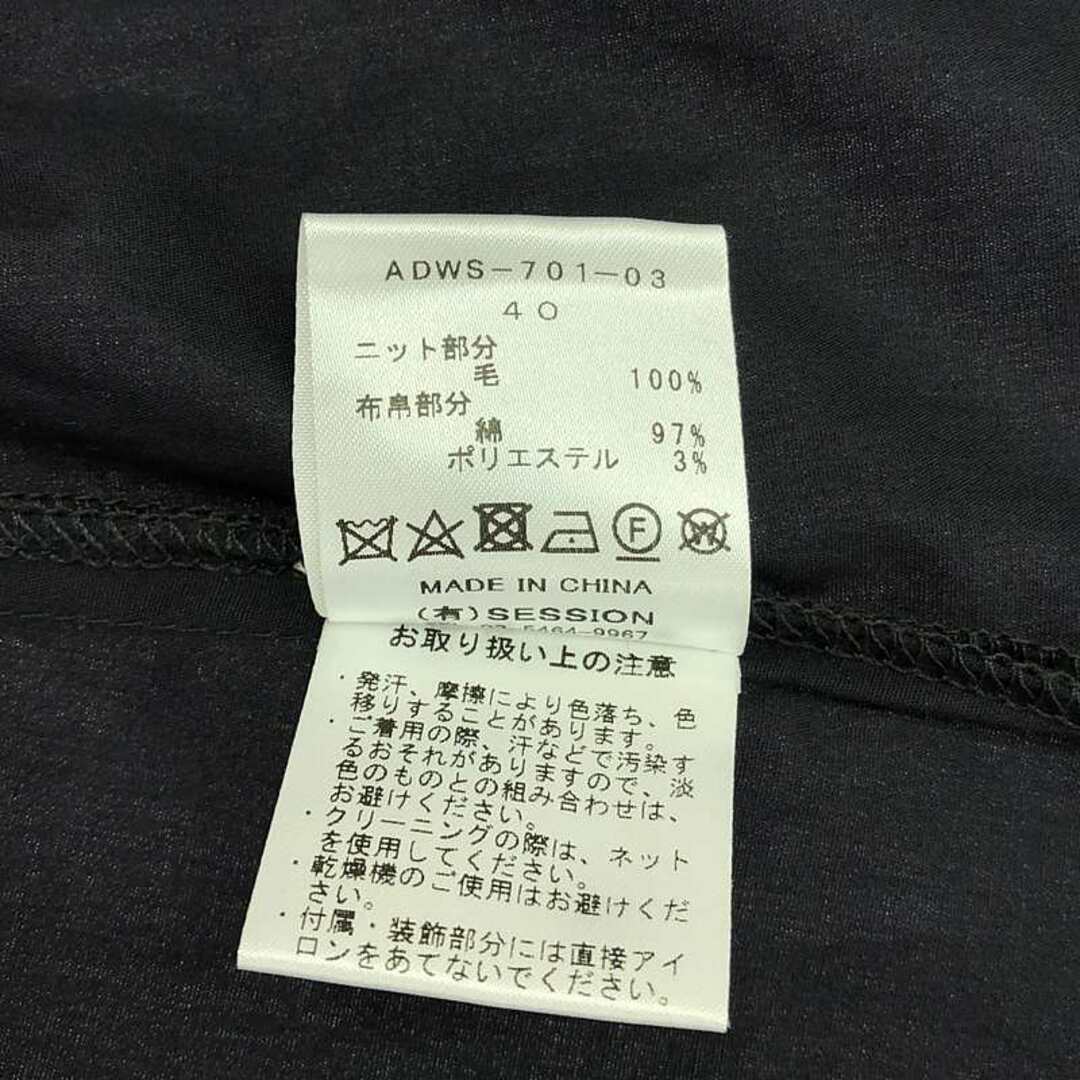 ADWS-701-03
40
ニット部分
毛 100%
布帛部分
綿 97%
ポリエステル 3%
F W
MADE IN CHINA
(有)SESSION
5464-9967
お取り扱い上の注意
・発汗、摩擦により色落ち、色
移りすることがあります。
・ご着用の際、汗などで汚染す
るおそれがありますので、淡
色のものとの組み合わせは、
お避けください。
・クリーニングの際は、ネット
を使用してください。
・乾燥機のご使用はお避けくだ
さい。
・付属・装飾部分には直接アイ
ロンをあてないでください。